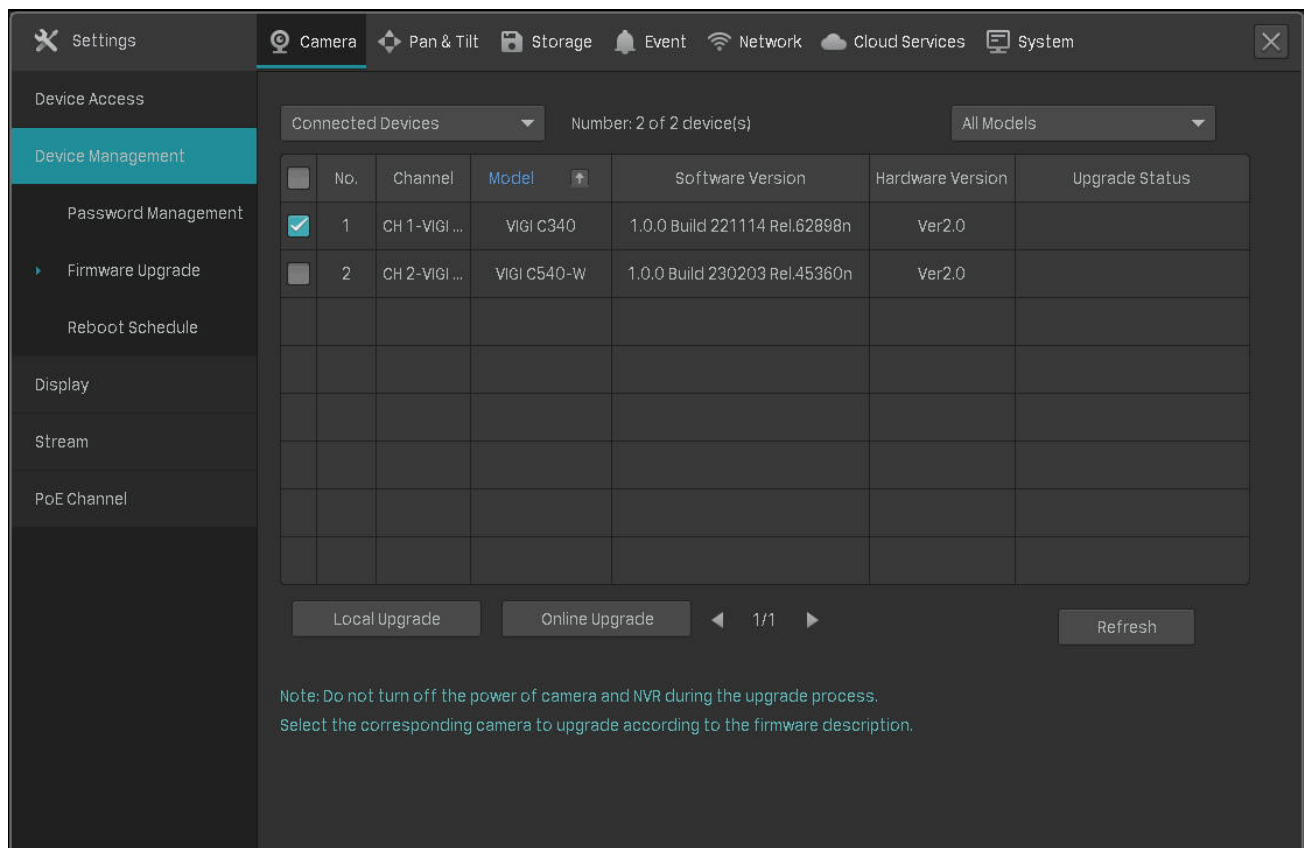 Settings
Camera
Pan & Tilt
Storage
Event
Network
Cloud Services
System
Device Access
Device Management
Password Management
Firmware Upgrade
Reboot Schedule
Display
Stream
PoE Channel
Connected Devices
Number: 2 of 2 device(s)
All Models
No. Channel Model Software Version Hardware Version Upgrade Status
1 CH 1-VIGI ... VIGI C340 1.0.0 Build 221114 Rel.62898n Ver2.0
2 CH 2-VIGI ... VIGI C540-W 1.0.0 Build 230203 Rel.45360n Ver2.0
Local Upgrade
Online Upgrade
1/1
Refresh
Note: Do not turn off the power of camera and NVR during the upgrade process.
Select the corresponding camera to upgrade according to the firmware description.